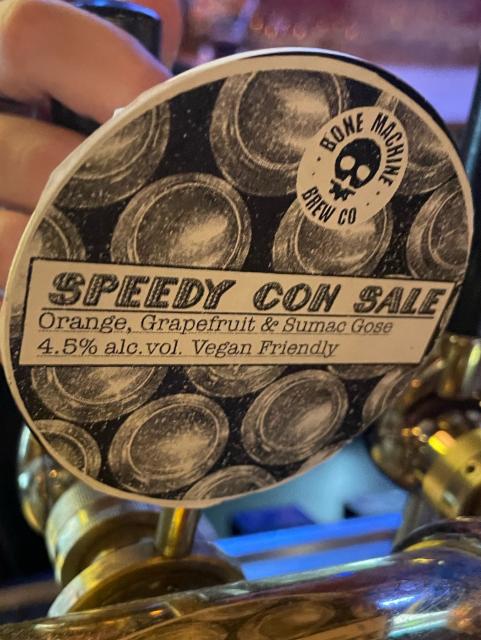 BONE MACHINE
BREW CO
SPEEDY CON SALE
Orange, Grapefruit & Sumac Gose
4.5% alc.vol. Vegan Friendly